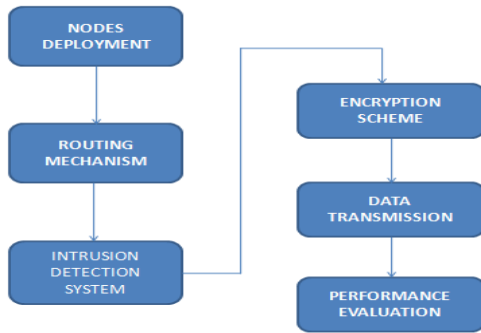 NODES
DEPLOYMENT
ROUTING
MECHANISM
INTRUSION
DETECTION
SYSTEM
ENCRYPTION
SCHEME
DATA
TRANSMISSION
PERFORMANCE
EVALUATION